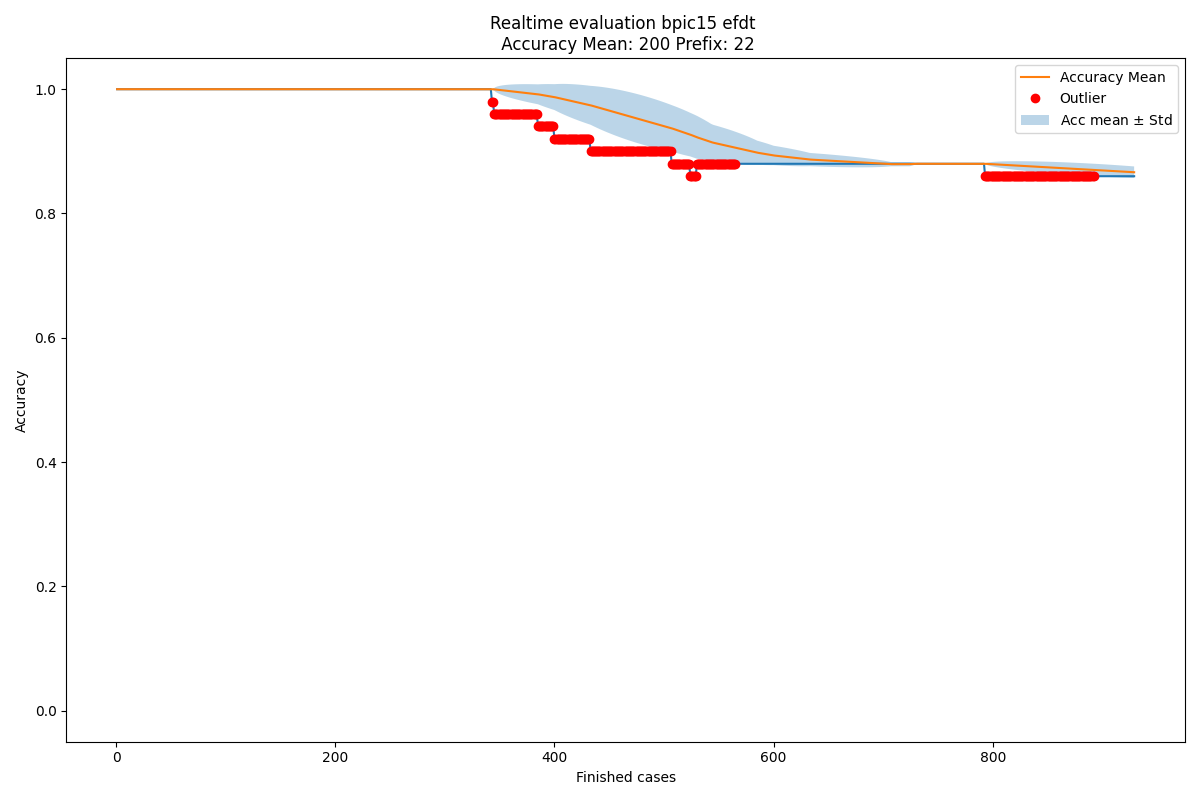 Realtime evaluation bpic15 efdt
Accuracy Mean: 200 Prefix: 22
Accuracy Mean
Outlier
Acc mean ± Std
1.0
0.8
0.6
0.4
0.2
0.0
Accuracy
0 200 400 600 800
Finished cases